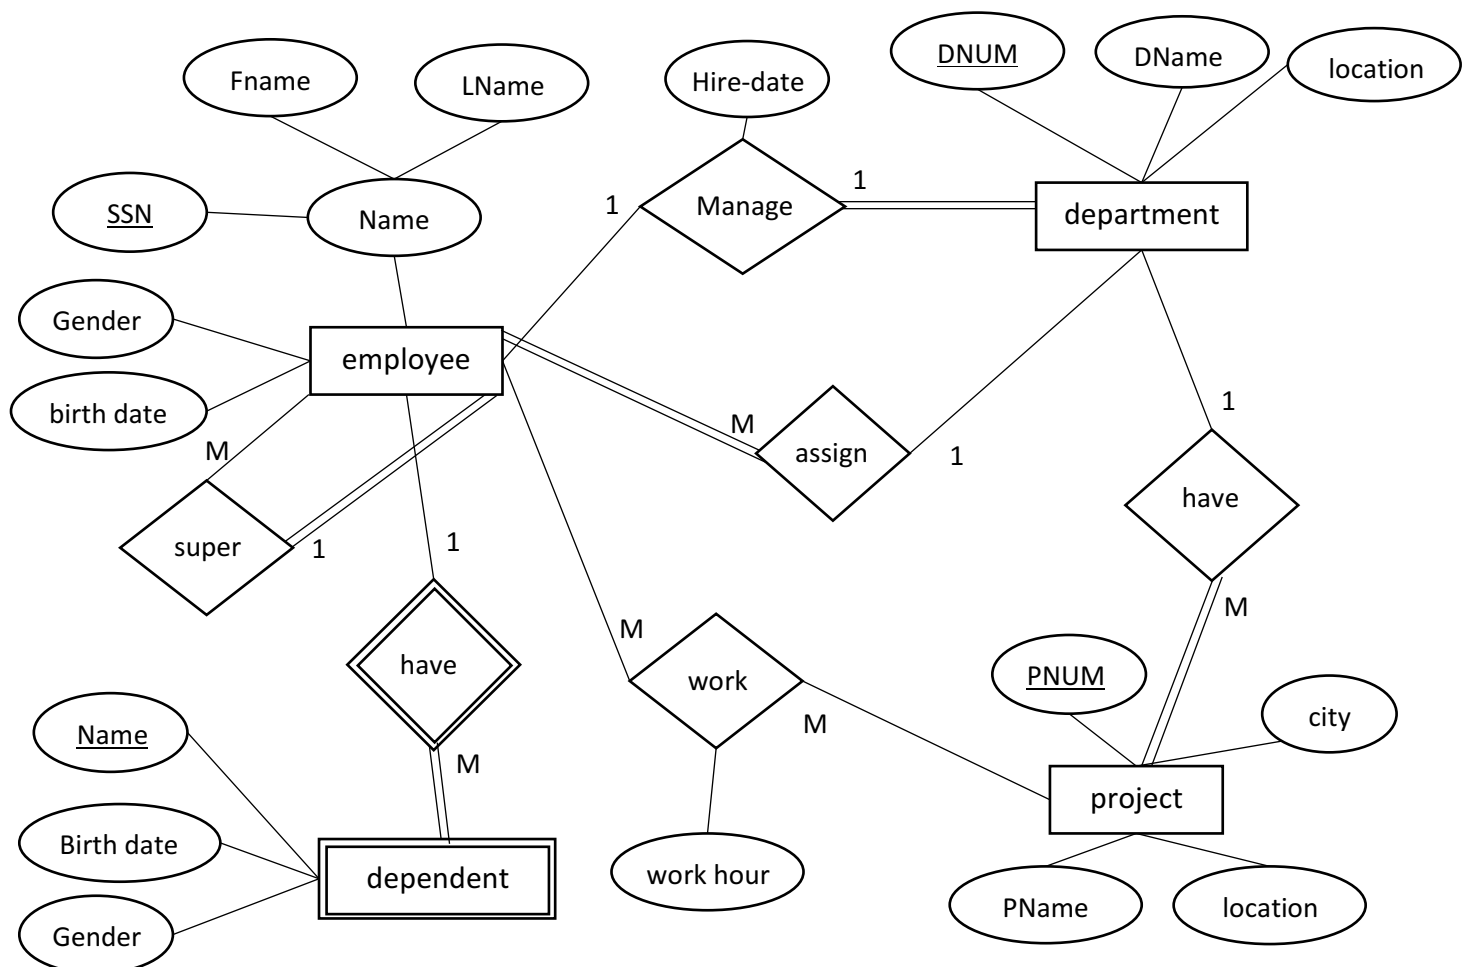 DNUM
DName
location
Fname
LName
Hire-date
1
Manage
1
department
SSN
Name
Gender
employee
birth date
M
M
assign
1
1
have
super
1
1
M
M
have
work
M
PNUM
city
Name
M
project
Birth date
dependent
work hour
PName
location
Gender